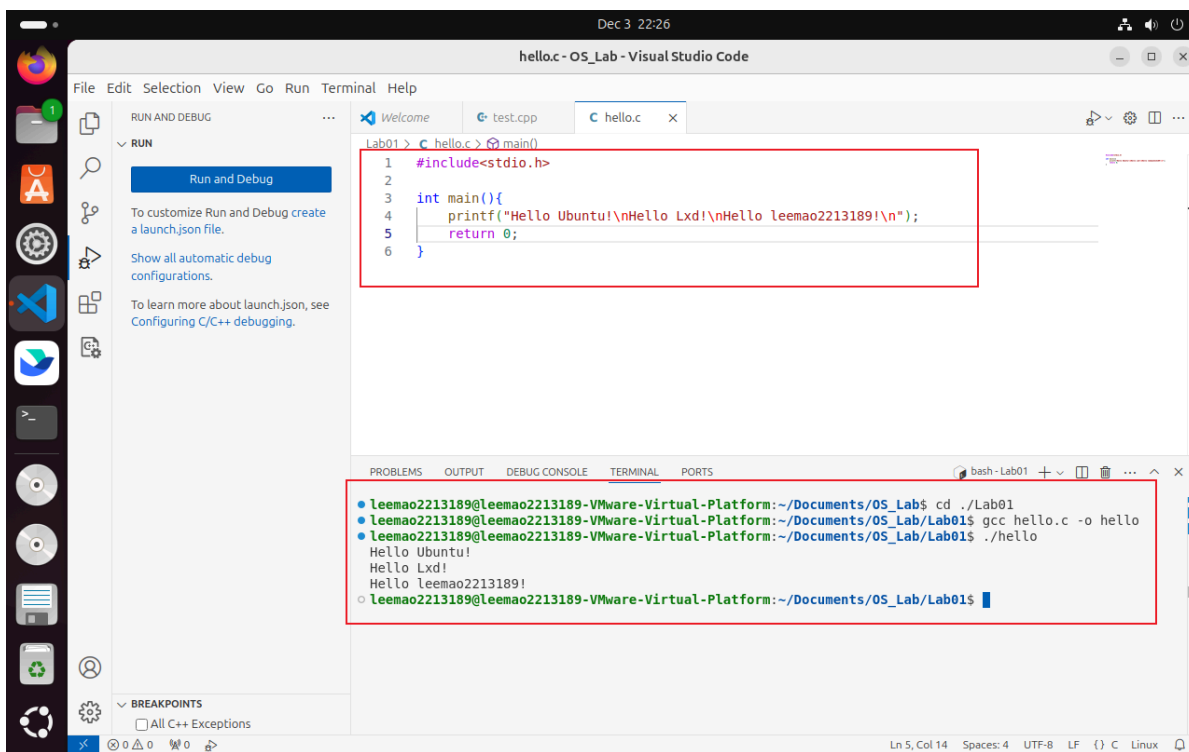 Dec 3 22:26
hello.c - OS_Lab - Visual Studio Code
File Edit Selection View Go Run Terminal Help
1
RUN AND DEBUG ...
Welcome
test.cpp
C hello.c ×
RUN
Lab01 > C hello.c > main()
Run and Debug
To customize Run and Debug create
a launch.json file.
Show all automatic debug
configurations.
To learn more about launch.json, see
Configuring C/C++ debugging.
1 #include<stdio.h>
2
3 int main(){
4 printf("Hello Ubuntu!\nHello Lxd!\nHello leemao2213189!\n");
5 return 0;
6 }
PROBLEMS OUTPUT DEBUG CONSOLE TERMINAL PORTS
bash - Lab01
leemao2213189@leemao2213189-VMware-Virtual-Platform:~/Documents/OS_Lab$ cd ./Lab01
leemao2213189@leemao2213189-VMware-Virtual-Platform:~/Documents/OS_Lab/Lab01$ gcc hello.c -o hello
leemao2213189@leemao2213189-VMware-Virtual-Platform:~/Documents/OS_Lab/Lab01$ ./hello
Hello Ubuntu!
Hello Lxd!
Hello leemao2213189!
leemao2213189@leemao2213189-VMware-Virtual-Platform:~/Documents/OS_Lab/Lab01$
BREAKPOINTS
All C++ Exceptions
0 0 0 Ln 5, Col 14 Spaces: 4 UTF-8 LF {} C Linux